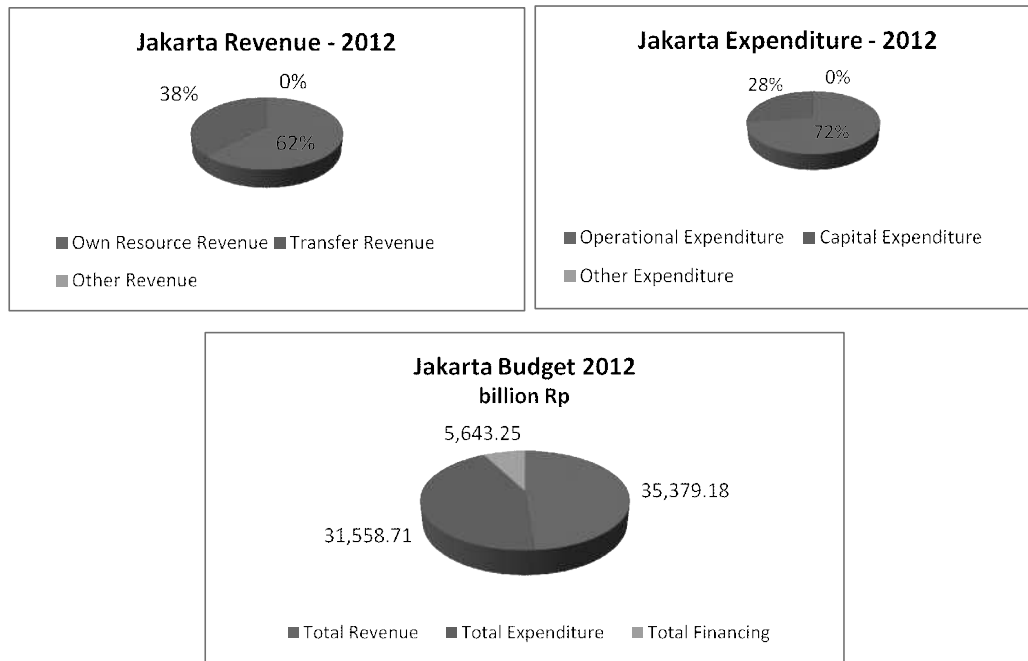 Jakarta Revenue - 2012
0%
38%
62%
Own Resource Revenue Transfer Revenue
Other Revenue
Jakarta Expenditure - 2012
0%
28%
72%
Operational Expenditure Capital Expenditure
Other Expenditure
Jakarta Budget 2012
billion Rp
5,643.25
35,379.18
31,558.71
Total Revenue Total Expenditure Total Financing